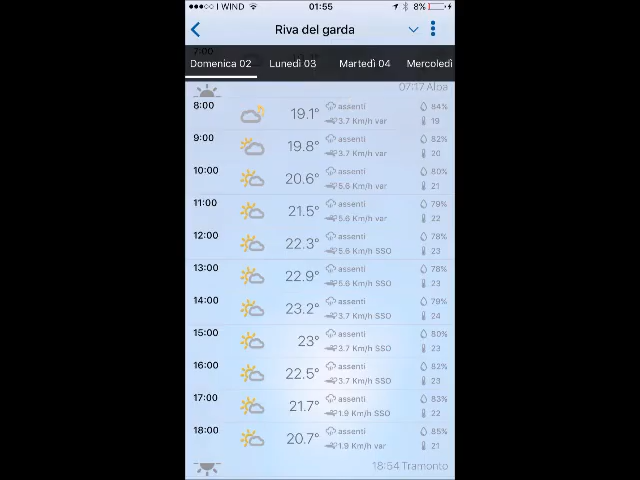 I WIND 01:55 8%
Riva del garda
7:00
Domenica 02 Lunedì 03 Martedì 04 Mercoledì
07:17 Alba
8:00 19.1° assenti 84%
3.7 Km/h var 19
9:00 19.8° assenti 82%
3.7 Km/h var 20
10:00 20.6° assenti 80%
5.6 Km/h var 21
11:00 21.5° assenti 79%
5.6 Km/h var 22
12:00 22.3° assenti 78%
5.6 Km/h SSO 23
13:00 22.9° assenti 78%
5.6 Km/h SSO 23
14:00 23.2° assenti 79%
3.7 Km/h SSO 24
15:00 23° assenti 80%
3.7 Km/h SSO 23
16:00 22.5° assenti 82%
3.7 Km/h SSO 23
17:00 21.7° assenti 83%
1.9 Km/h SSO 22
18:00 20.7° assenti 85%
1.9 Km/h var 21
18:54 Tramonto